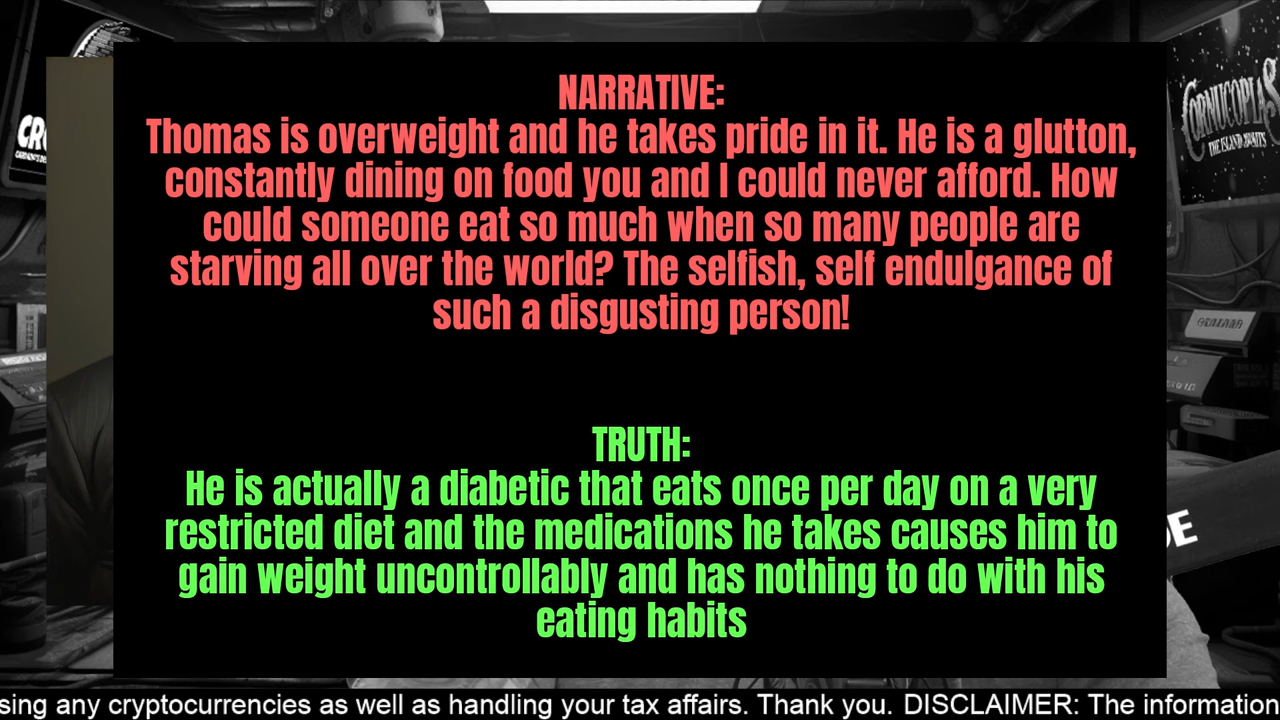 NARRATIVE:
Thomas is overweight and he takes pride in it. He is a glutton,
constantly dining on food you and I could never afford. How
could someone eat so much when so many people are
starving all over the world? The selfish, self endulgance of
such a disgusting person!
TRUTH:
He is actually a diabetic that eats once per day on a very
restricted diet and the medications he takes causes him to
gain weight uncontrollably and has nothing to do with his
eating habits
CORNUCOPIAS
THE ISLAND
DE
sing any cryptocurrencies as well as handling your tax affairs. Thank you. DISCLAIMER: The information